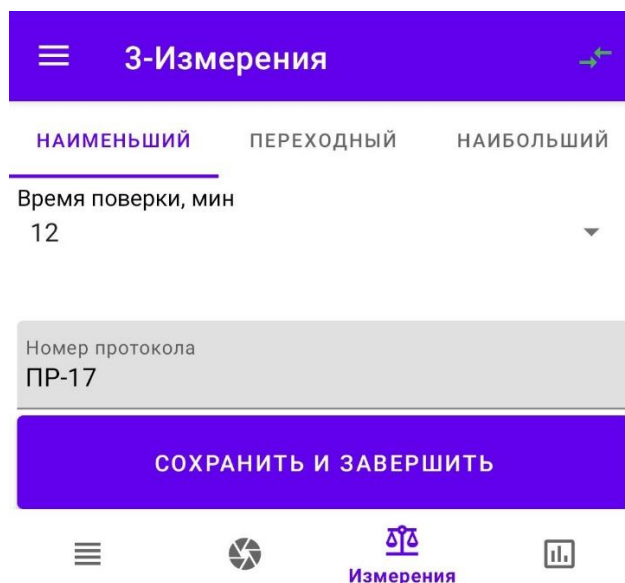 3-Измерения
НАИМЕНЬШИЙ ПЕРЕХОДНЫЙ НАИБОЛЬШИЙ
Время поверки, мин
12
Номер протокола
ПР-17
СОХРАНИТЬ И ЗАВЕРШИТЬ
Измерения